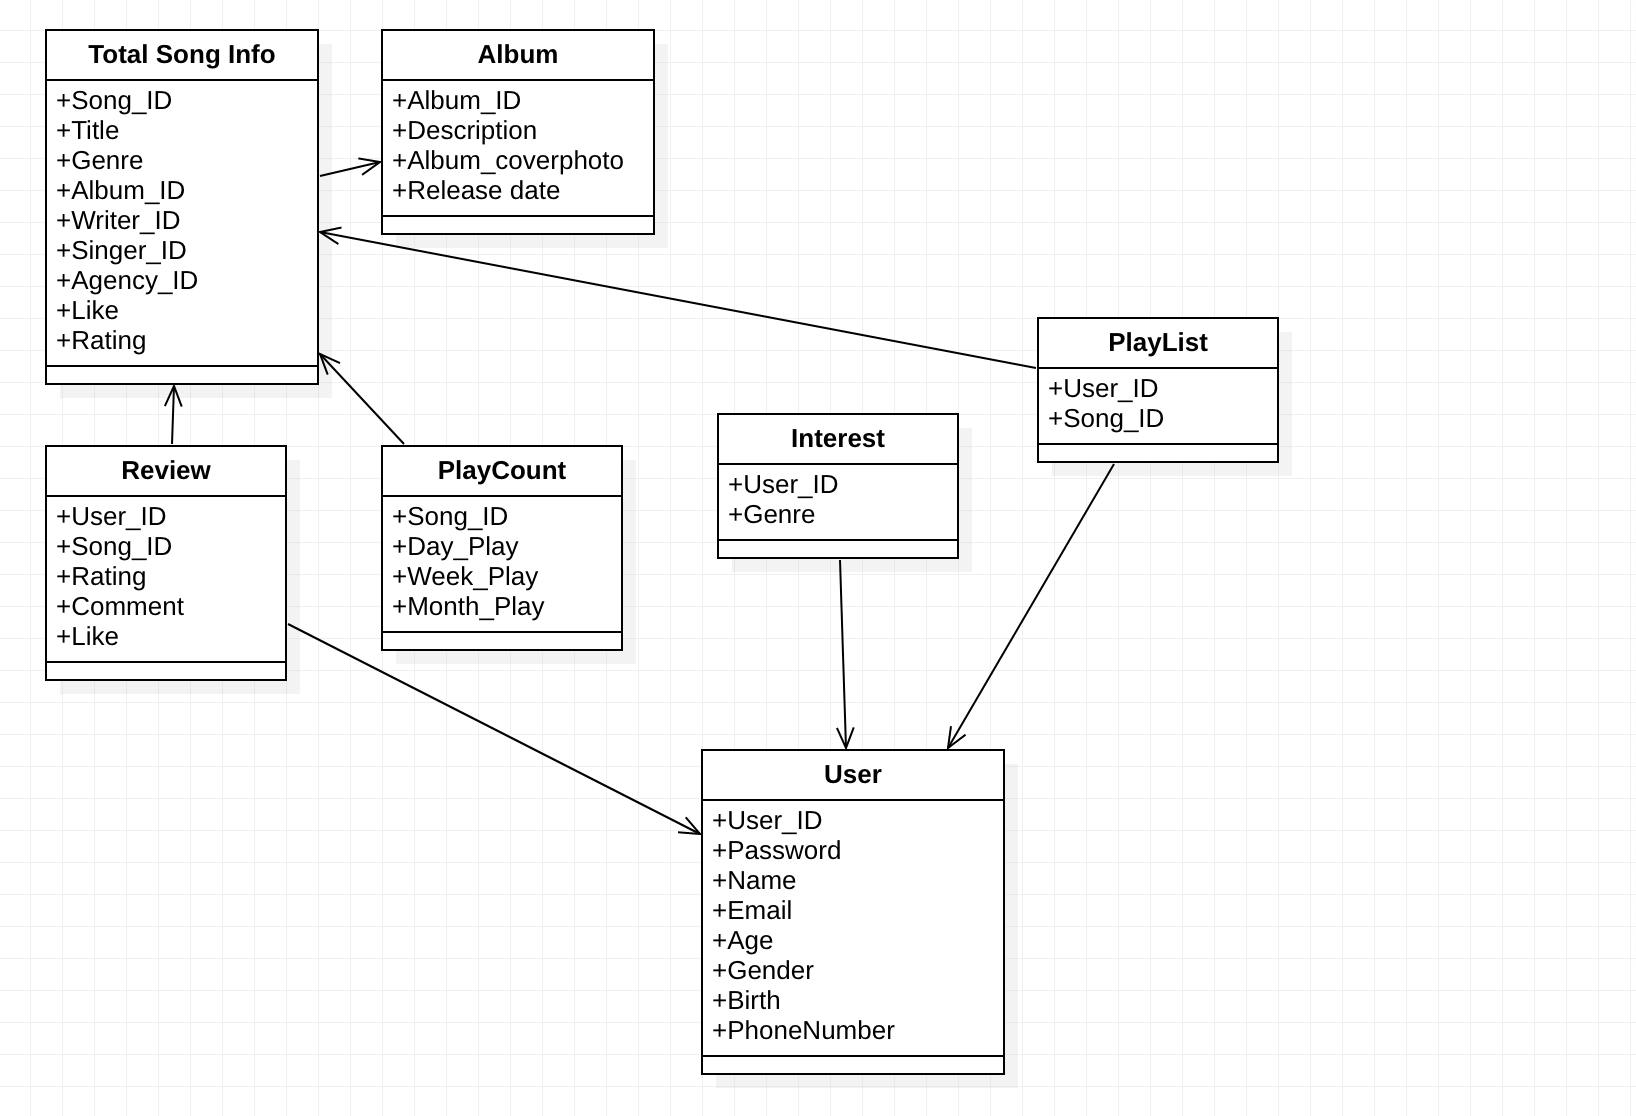 Total Song Info
+Song_ID
+Title
+Genre
+Album_ID
+Writer_ID
+Singer_ID
+Agency_ID
+Like
+Rating
Album
+Album_ID
+Description
+Album_coverphoto
+Release date
PlayList
+User_ID
+Song_ID
Interest
+User_ID
+Genre
Review
+User_ID
+Song_ID
+Rating
+Comment
+Like
PlayCount
+Song_ID
+Day_Play
+Week_Play
+Month_Play
User
+User_ID
+Password
+Name
+Email
+Age
+Gender
+Birth
+PhoneNumber